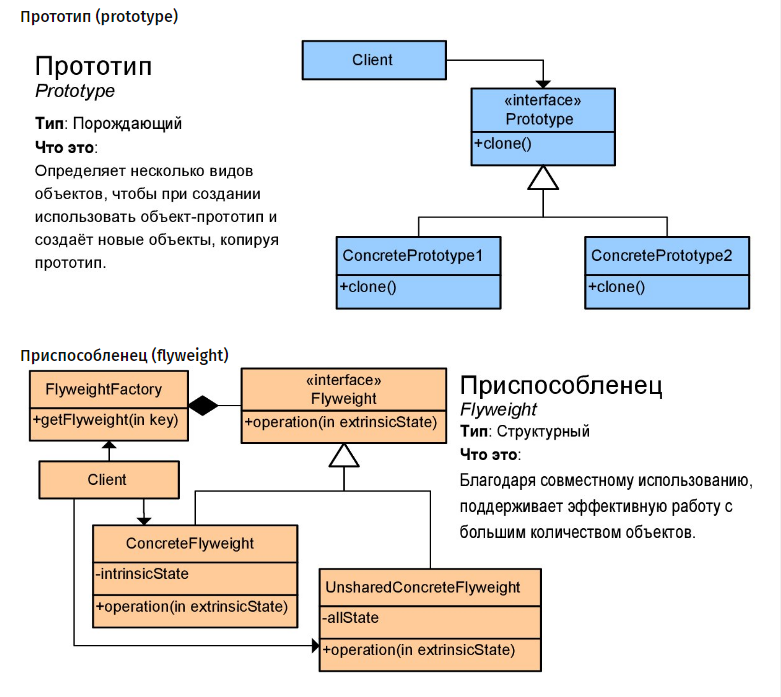 Прототип (prototype)
Прототип
Prototype
Тип: Порождающий
Что это:
Определяет несколько видов
объектов, чтобы при создании
использовать объект-прототип и
создаёт новые объекты, копируя
прототип.
Client
«interface»
Prototype
+clone()
ConcretePrototype1
+clone()
ConcretePrototype2
+clone()
Приспособленец (flyweight)
FlyweightFactory
+getFlyweight(in key)
«interface»
Flyweight
+operation(in extrinsicState)
Client
ConcreteFlyweight
-intrinsicState
+operation(in extrinsicState)
UnsharedConcreteFlyweight
-allState
+operation(in extrinsicState)
Приспособленец
Flyweight
Тип: Структурный
Что это:
Благодаря совместному использованию,
поддерживает эффективную работу с
большим количеством объектов.